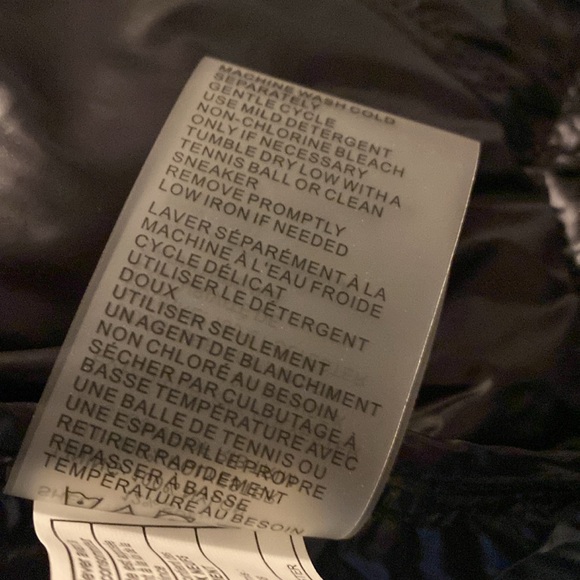 MACHINE WASH COLD
SEPARATELY
GENTLE CYCLE
USE MILD DETERGENT
NON-CHLORINE BLEACH
ONLY IF NECESSARY
TUMBLE DRY LOW WITH A
TENNIS BALL OR CLEAN
SNEAKER
REMOVE PROMPTLY
LOW IRON IF NEEDED
LAVER SÉPARÉMENT À LA
MACHINE À L'EAU FROIDE
CYCLE DÉLICAT
UTILISER LE DÉTERGENT
DOUX
UTILISER SEULEMENT
UN AGENT DE BLANCHIMENT
NON CHLORÉ AU BESOIN
SÉCHER PAR CULBUTAGE À
BASSE TEMPÉRATURE AVEC
UNE BALLE DE TENNIS OU
UNE ESPADRILLE PROPRE
RETIRER RAPIDEMENT
REPASSER À BASSE
TEMPÉRATURE AU BESOIN